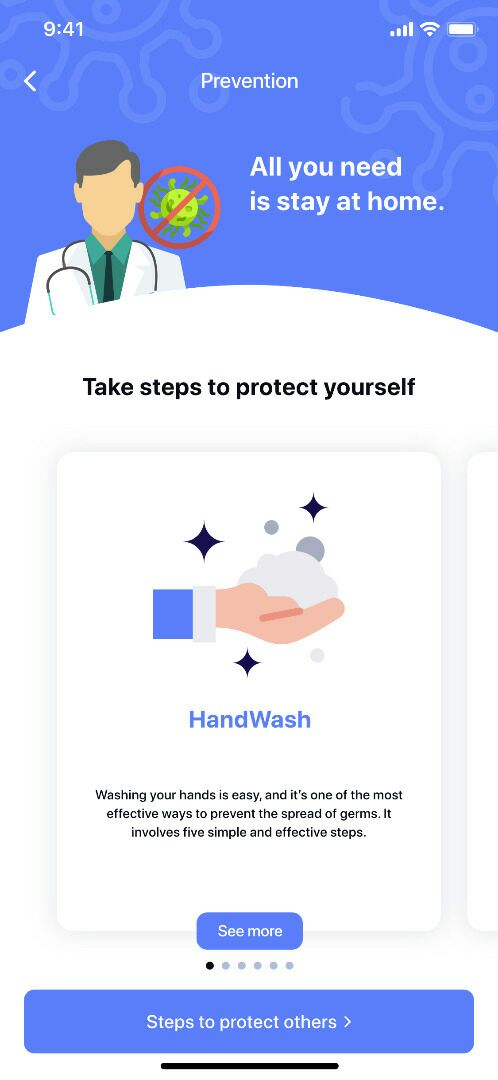 9:41
Prevention
All you need
is stay at home.
Take steps to protect yourself
HandWash
Washing your hands is easy, and it's one of the most
effective ways to prevent the spread of germs. It
involves five simple and effective steps.
See more
Steps to protect others >